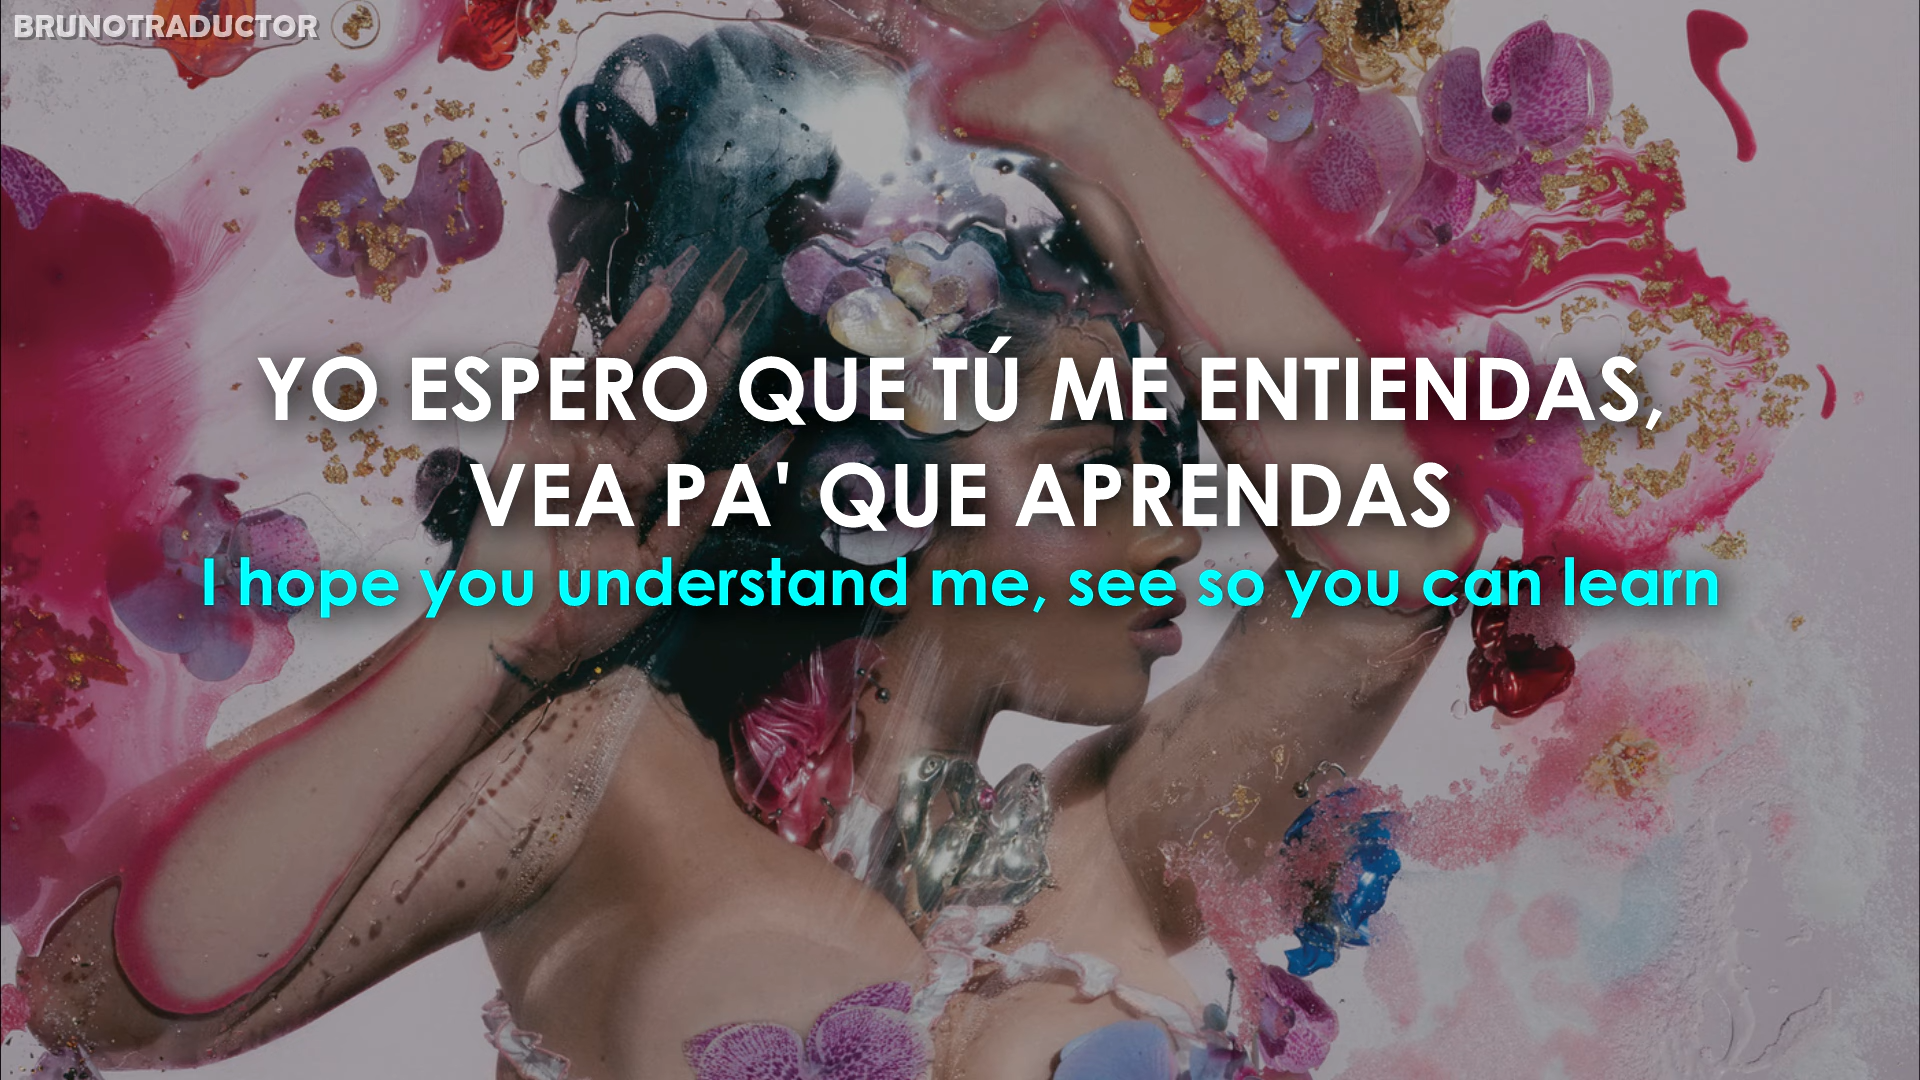 BRUNOTRADUCTOR
YO ESPERO QUE TÚ ME ENTIENDAS,
VEA PA' QUE APRENDAS
I hope you understand me, see so you can learn